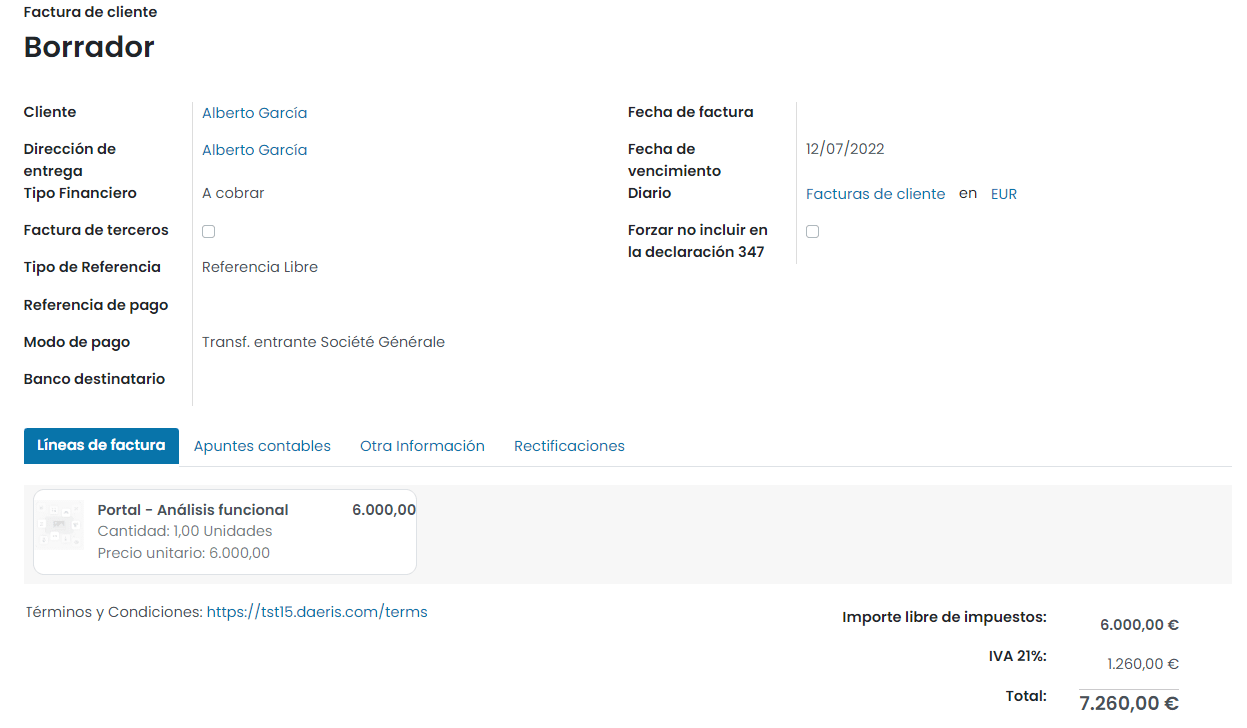 Factura de cliente
Borrador
Cliente
Alberto García
Dirección de
entrega
Alberto García
Tipo Financiero
A cobrar
Factura de terceros
Tipo de Referencia
Referencia Libre
Referencia de pago
Modo de pago
Transf. entrante Société Générale
Banco destinatario
Fecha de factura
Fecha de
vencimiento
12/07/2022
Diario
Facturas de cliente en EUR
Forzar no incluir en
la declaración 347
Líneas de factura Apuntes contables Otra Información Rectificaciones
Portal - Análisis funcional 6.000,00
Cantidad: 1,00 Unidades
Precio unitario: 6.000,00
Términos y Condiciones: https://tst15.daeris.com/terms
Importe libre de impuestos: 6.000,00 €
IVA 21%: 1.260,00 €
Total: 7.260,00 €